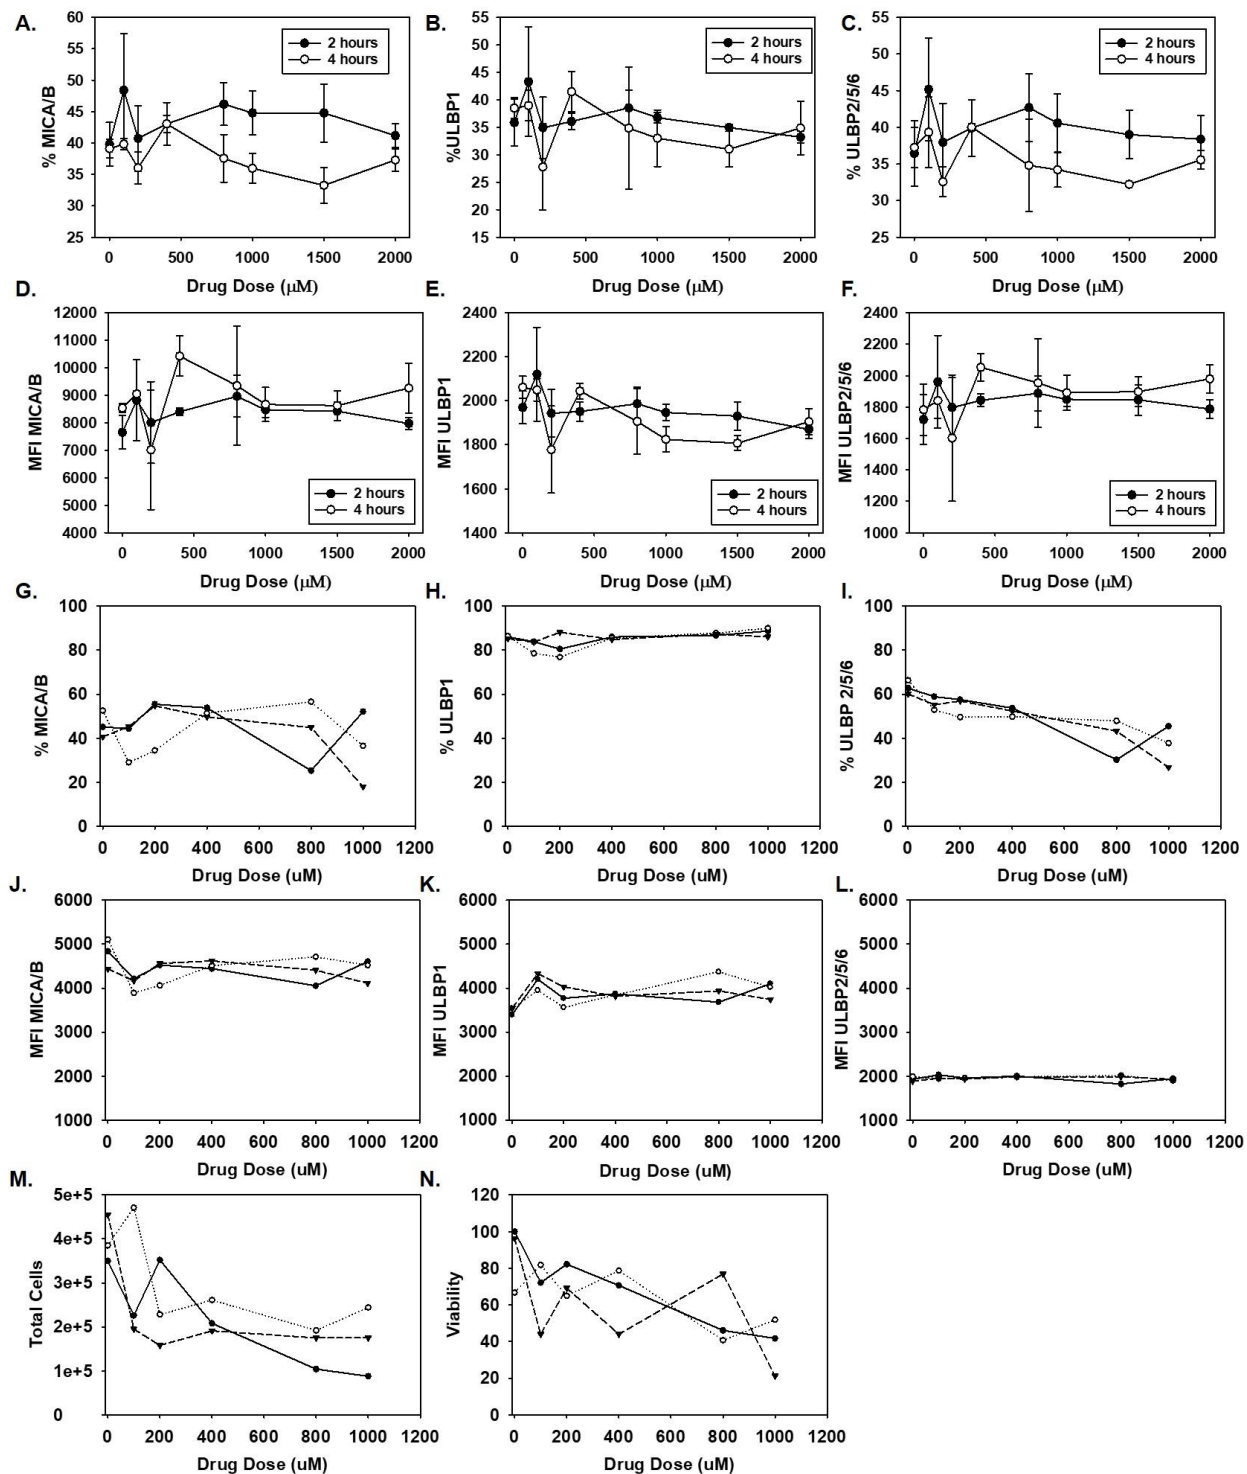 A.
% MICA/B
60
55
50
45
40
35
30
25
2 hours
4 hours
0 500 1000 1500 2000
Drug Dose (µM)
B.
%ULBP1
55
50
45
40
35
30
25
20
15
2 hours
4 hours
0 500 1000 1500 2000
Drug Dose (µM)
C.
% ULBP2/5/6
55
50
45
40
35
30
25
2 hours
4 hours
0 500 1000 1500 2000
Drug Dose (µM)
D.
MFI MICA/B
12000
11000
10000
9000
8000
7000
6000
5000
4000
2 hours
4 hours
0 500 1000 1500 2000
Drug Dose (µM)
E.
MFI ULBP1
2400
2200
2000
1800
1600
1400
2 hours
4 hours
0 500 1000 1500 2000
Drug Dose (µM)
F.
MFI ULBP2/5/6
2400
2200
2000
1800
1600
1400
1200
1000
2 hours
4 hours
0 500 1000 1500 2000
Drug Dose (µM)
G.
% MICA/B
100
80
60
40
20
0
0 200 400 600 800 1000 1200
Drug Dose (uM)
H.
% ULBP1
100
80
60
40
20
0
0 200 400 600 800 1000 1200
Drug Dose (uM)
I.
% ULBP 2/5/6
100
80
60
40
20
0
0 200 400 600 800 1000 1200
Drug Dose (uM)
J.
MFI MICA/B
6000
5000
4000
3000
2000
1000
0 200 400 600 800 1000 1200
Drug Dose (uM)
K.
MFI ULBP1
6000
5000
4000
3000
2000
1000
0 200 400 600 800 1000 1200
Drug Dose (uM)
L.
MFI ULBP2/5/6
6000
5000
4000
3000
2000
1000
0 200 400 600 800 1000 1200
Drug Dose (uM)
M.
Total Cells
5e+5
4e+5
3e+5
2e+5
1e+5
0
0 200 400 600 800 1000 1200
Drug Dose (uM)
N.
Viability
120
100
80
60
40
20
0
0 200 400 600 800 1000 1200
Drug Dose (uM)